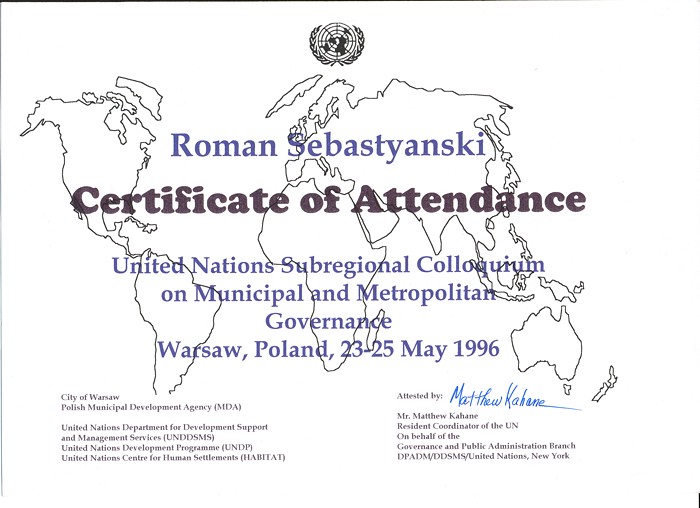 Roman Sebastyanski
Certificate of Attendance
United Nations Subregional Colloquium
on Municipal and Metropolitan
Governance
Warsaw, Poland, 23-25 May 1996
City of Warsaw
Polish Municipal Development Agency (MDA)
United Nations Department for Development Support
and Management Services (UNDDSMS)
United Nations Development Programme (UNDP)
United Nations Centre for Human Settlements (HABITAT)
Attested by: Matthew Kahane
Mr. Matthew Kahane
Resident Coordinator of the UN
On behalf of the
Governance and Public Administration Branch
DPADM/DDSMS/United Nations, New York